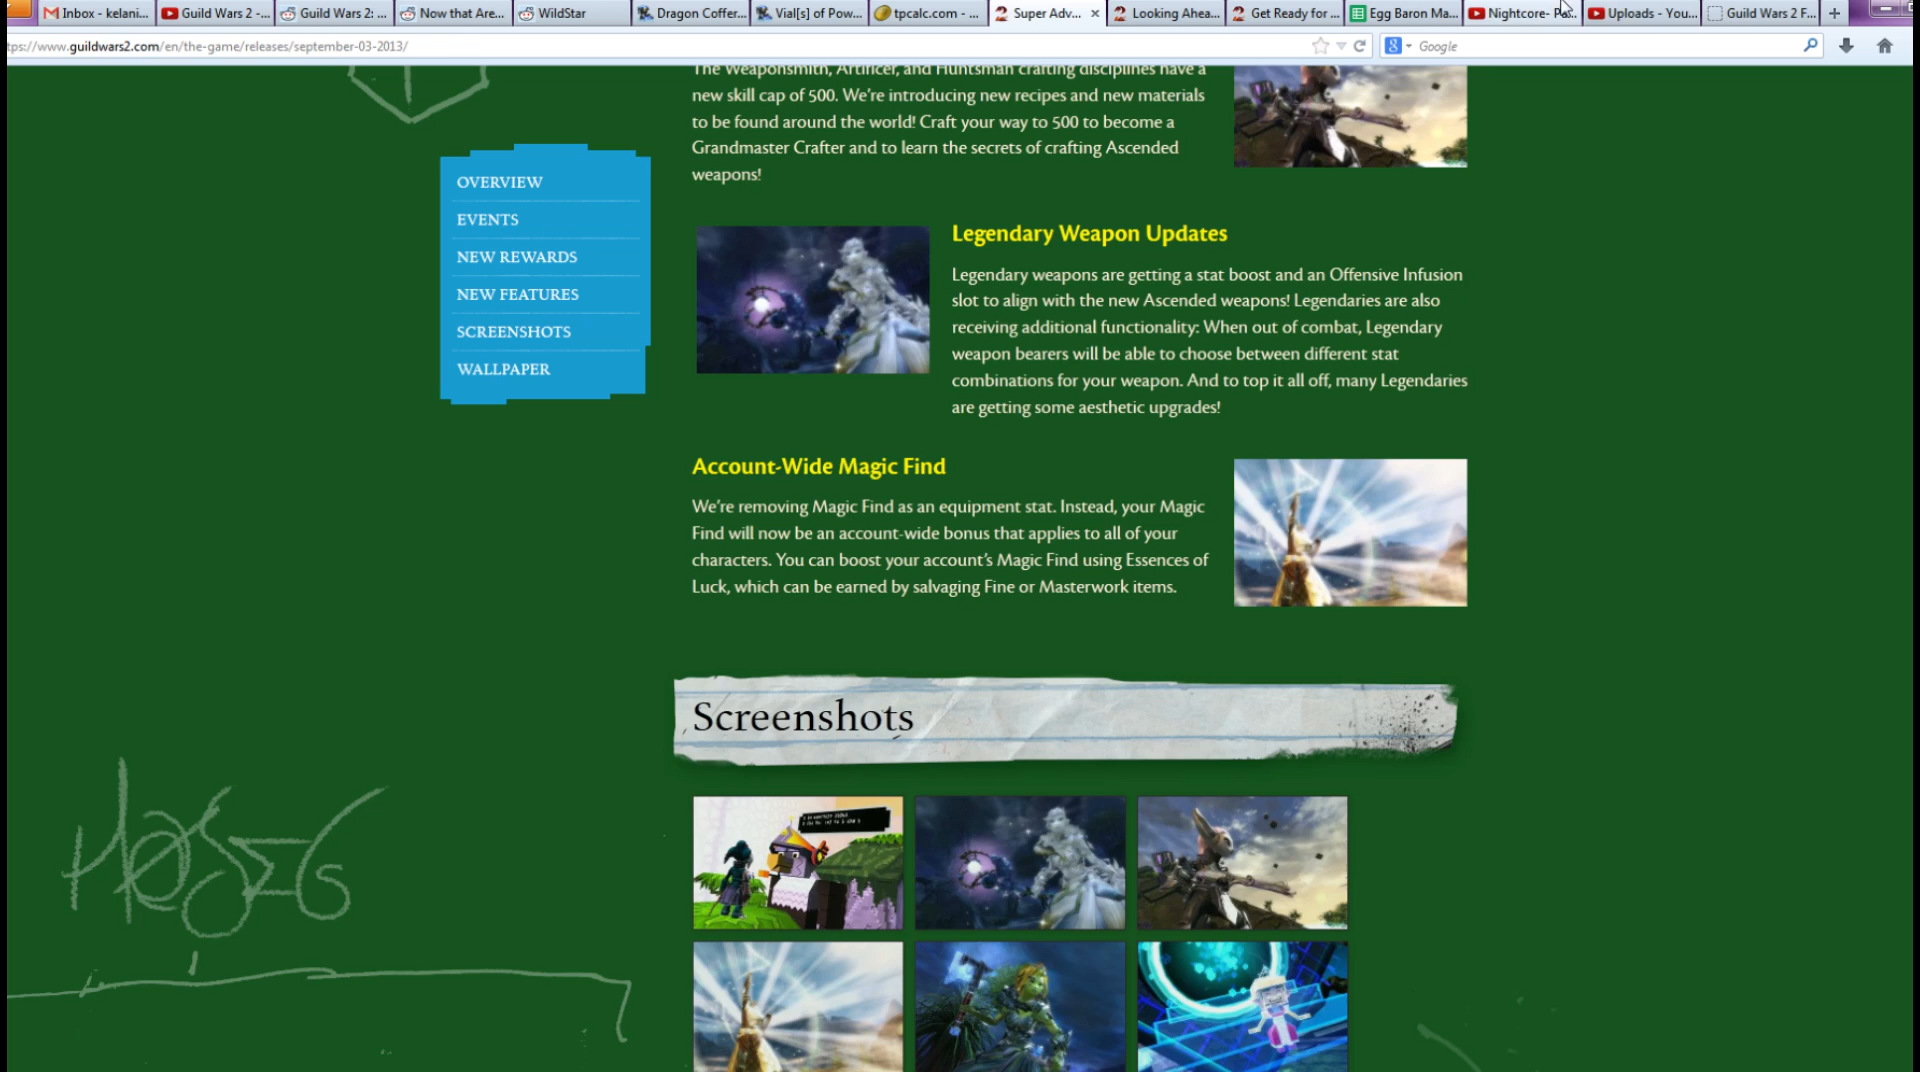 Inbox - kelani...
Guild Wars 2 -...
Guild Wars 2: ...
Now that Are...
WildStar
Dragon Coffer...
Vial[s] of Pow...
tpcalc.com - ...
Super Adv...
Looking Ahea...
Get Ready for ...
Egg Baron Ma...
Nightcore-
Uploads - You...
Guild Wars 2 F...
tps://www.guildwars2.com/en/the-game/releases/september-03-2013/
Google
The Weaponsmith, Artificer, and Huntsman crafting disciplines have a
new skill cap of 500. We're introducing new recipes and new materials
to be found around the world! Craft your way to 500 to become a
Grandmaster Crafter and to learn the secrets of crafting Ascended
weapons!
OVERVIEW
EVENTS
NEW REWARDS
NEW FEATURES
SCREENSHOTS
WALLPAPER
Legendary Weapon Updates
Legendary weapons are getting a stat boost and an Offensive Infusion
slot to align with the new Ascended weapons! Legendaries are also
receiving additional functionality: When out of combat, Legendary
weapon bearers will be able to choose between different stat
combinations for your weapon. And to top it all off, many Legendaries
are getting some aesthetic upgrades!
Account-Wide Magic Find
We're removing Magic Find as an equipment stat. Instead, your Magic
Find will now be an account-wide bonus that applies to all of your
characters. You can boost your account's Magic Find using Essences of
Luck, which can be earned by salvaging Fine or Masterwork items.
Screenshots